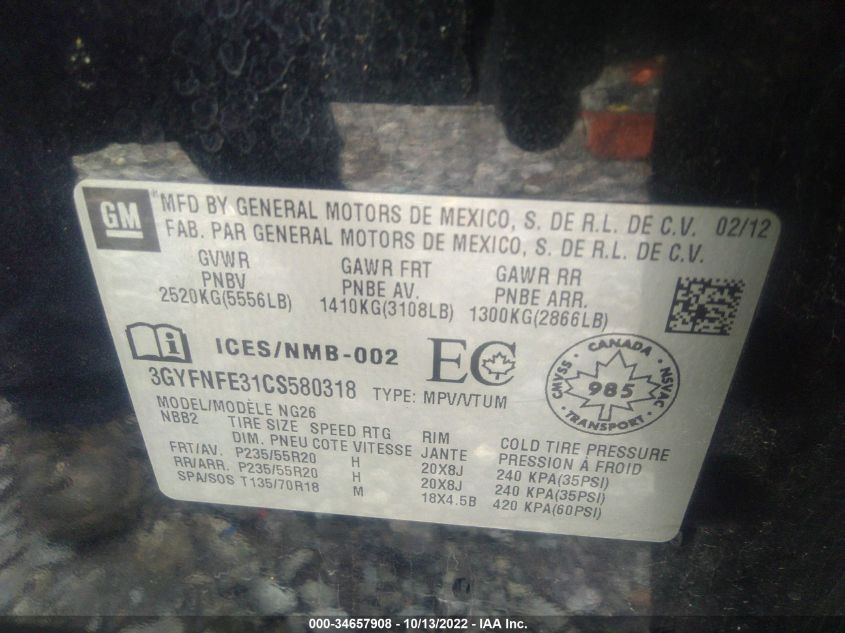 GM
MFD BY GENERAL MOTORS DE MEXICO, S. DE R.L. DE C.V. 02/12
FAB. PAR GENERAL MOTORS DE MEXICO, S. DE R.L. DE C.V.
GVWR GAWR FRT GAWR RR
PNBV PNBE AV. PNBE ARR.
2520KG(5556LB) 1410KG(3108LB) 1300KG(2866LB)
i ICES/NMB-002 EC
CANADA
CMVSS 985 NSVAC
TRANSPORT
3GYFNFE31CS580318 TYPE: MPV/VTUM
MODEL/MODÈLE NG26
NBB2 TIRE SIZE SPEED RTG RIM COLD TIRE PRESSURE
DIM. PNEU COTE VITESSE JANTE PRESSION À FROID
FRT/AV. P235/55R20 H 20X8J 240 KPA(35PSI)
RR/ARR. P235/55R20 H 20X8J 240 KPA(35PSI)
SPA/SOS T135/70R18 M 18X4.5B 420 KPA(60PSI)
000-34657908 - 10/13/2022 - IAA Inc.